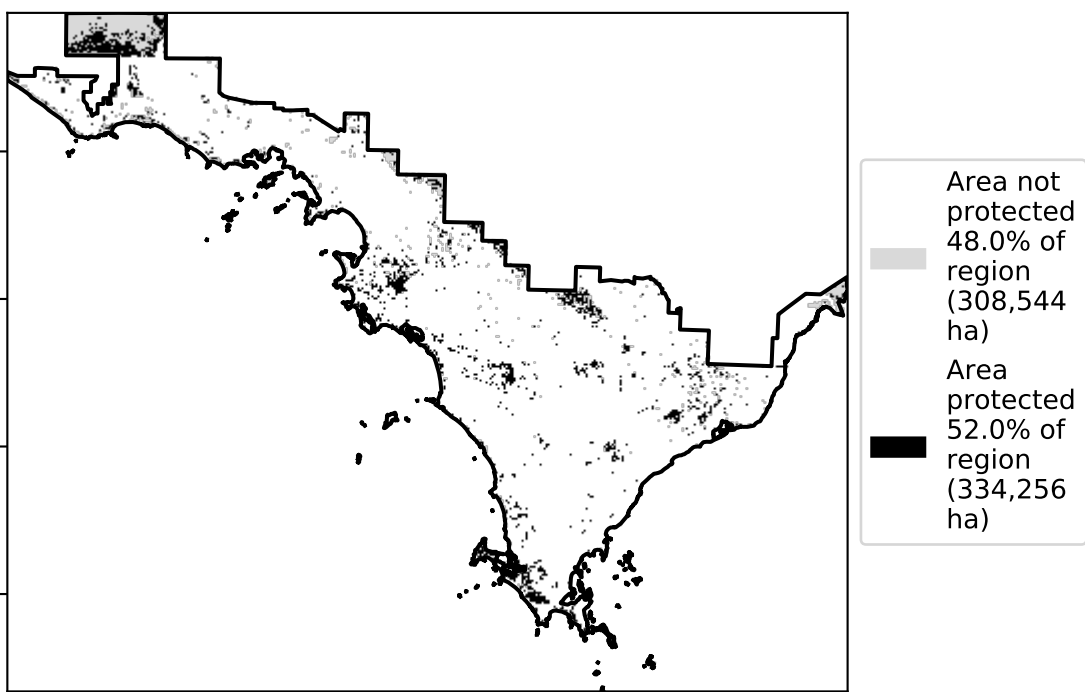 Area not
protected
48.0% of
region
(308,544
ha)
Area
protected
52.0% of
region
(334,256
ha)